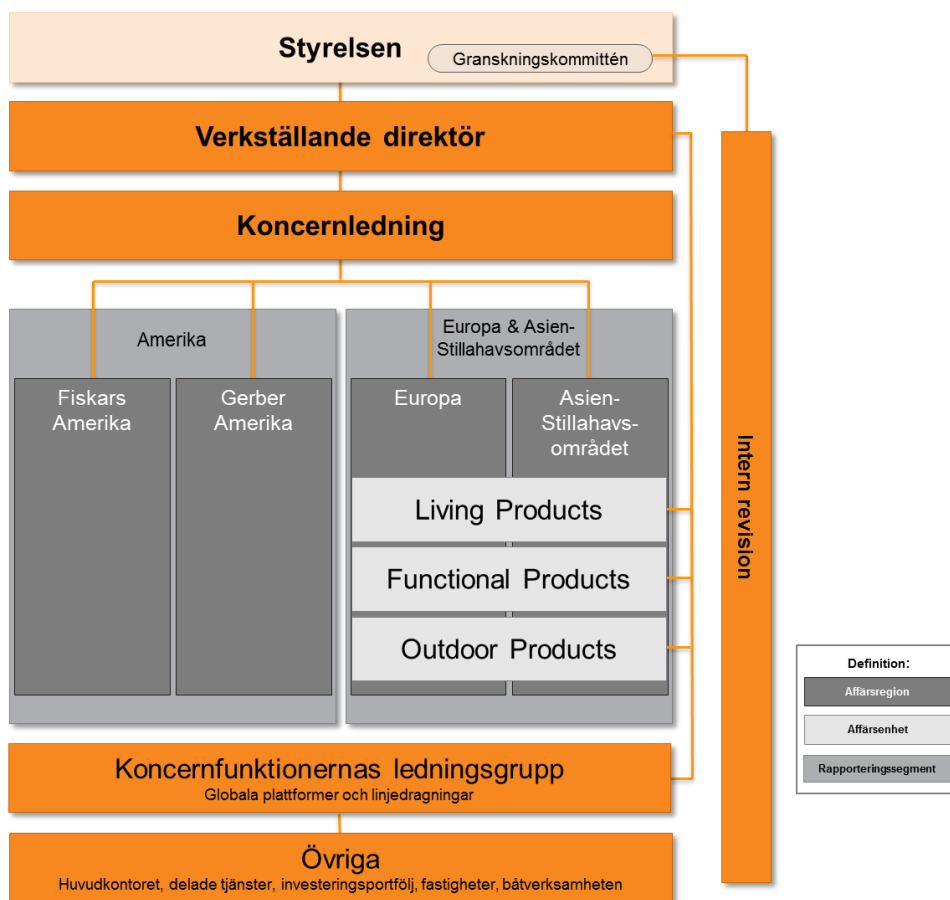 Styrelsen
Granskningskommittén
Verkställande direktör
Koncernledning
Amerika
Europa & Asien-
Stillahavsområdet
Fiskars
Amerika
Gerber
Amerika
Europa
Asien-
Stillahavs-
området
Living Products
Functional Products
Outdoor Products
Intern revision
Koncernfunktionernas ledningsgrupp
Globala plattformer och linjedragningar
Övriga
Huvudkontoret, delade tjänster, investeringsportfölj, fastigheter, båtverksamheten
Definition:
Affärsregion
Affärsenhet
Rapporteringssegment